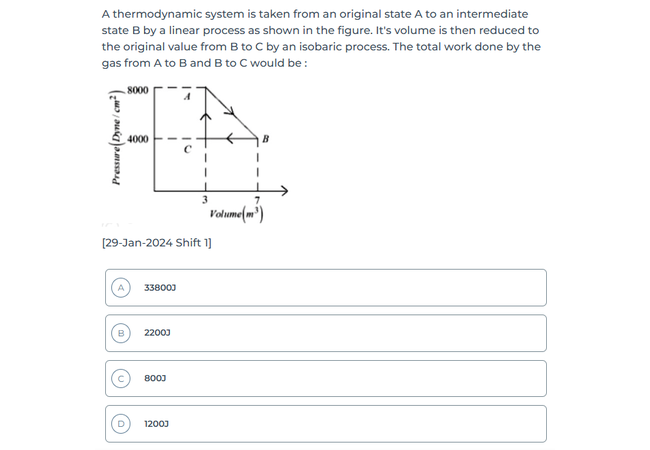 A thermodynamic system is taken from an original state A to an intermediate
state B by a linear process as shown in the figure. It's volume is then reduced to
the original value from B to C by an isobaric process. The total work done by the
gas from A to B and B to C would be :
8000
A
4000
B
C
Pressure(Dyne / cm²)
3
7
Volume(m³)
[29-Jan-2024 Shift 1]
A
33800J
B
2200J
C
800J
D
1200J